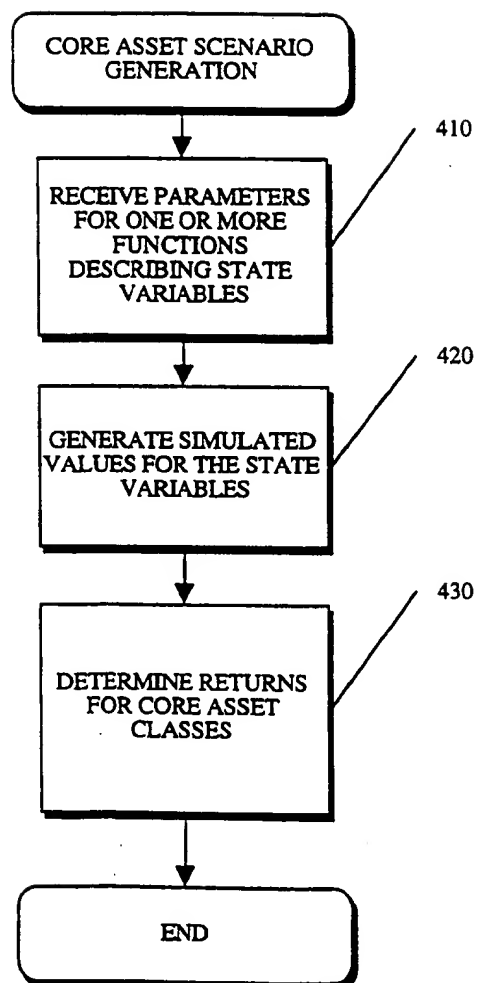 CORE ASSET SCENARIO
GENERATION
410
RECEIVE PARAMETERS
FOR ONE OR MORE
FUNCTIONS
DESCRIBING STATE
VARIABLES
420
GENERATE SIMULATED
VALUES FOR THE STATE
VARIABLES
430
DETERMINE RETURNS
FOR CORE ASSET
CLASSES
END